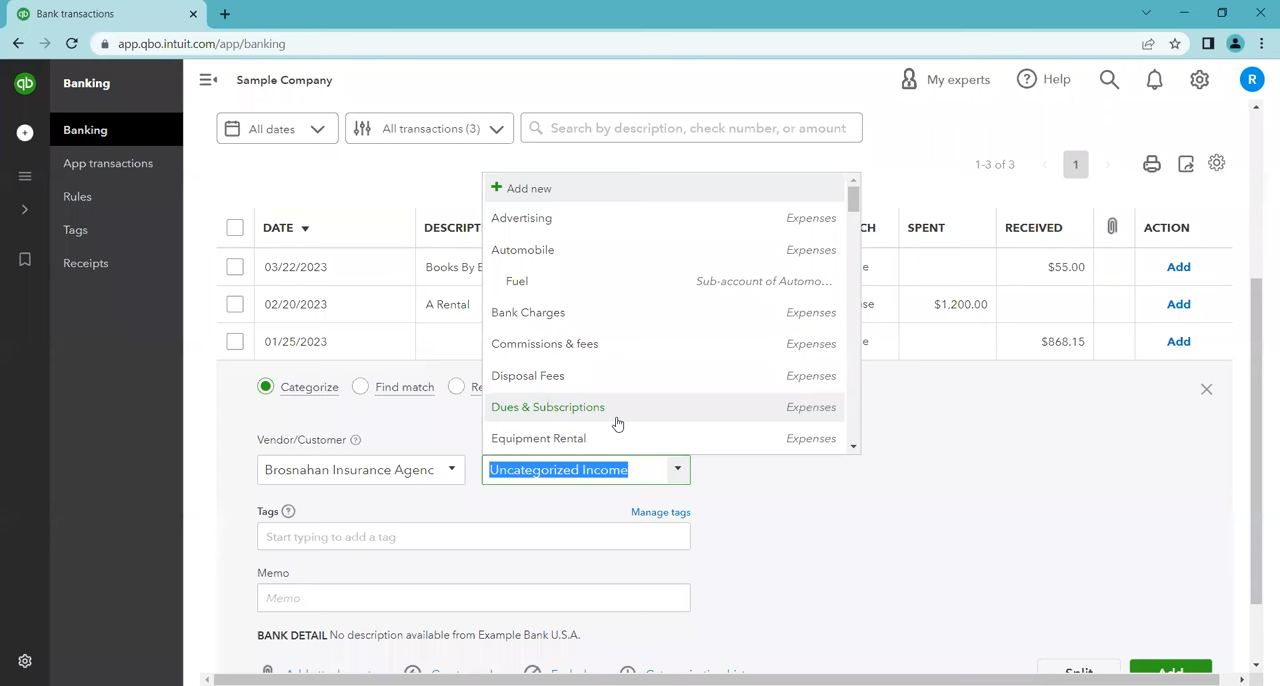 Bank transactions
app.qbo.intuit.com/app/banking
qb
Banking
Sample Company
My experts
Help
R
Banking
App transactions
Rules
Tags
Receipts
All dates
All transactions (3)
Search by description, check number, or amount
1-3 of 3
1
Add new
Advertising Expenses
Automobile Expenses
Fuel Sub-account of Automo...
Bank Charges Expenses
Commissions & fees Expenses
Disposal Fees Expenses
Dues & Subscriptions Expenses
Equipment Rental Expenses
DATE DESCRIPT CH SPENT RECEIVED ACTION
03/22/2023 Books By e $55.00 Add
02/20/2023 A Rental se $1,200.00 Add
01/25/2023 e $868.15 Add
Categorize Find match Re
Vendor/Customer
Brosnahan Insurance Agenc Uncategorized Income
Tags Manage tags
Start typing to add a tag
Memo
Memo
BANK DETAIL No description available from Example Bank U.S.A.
Split Add